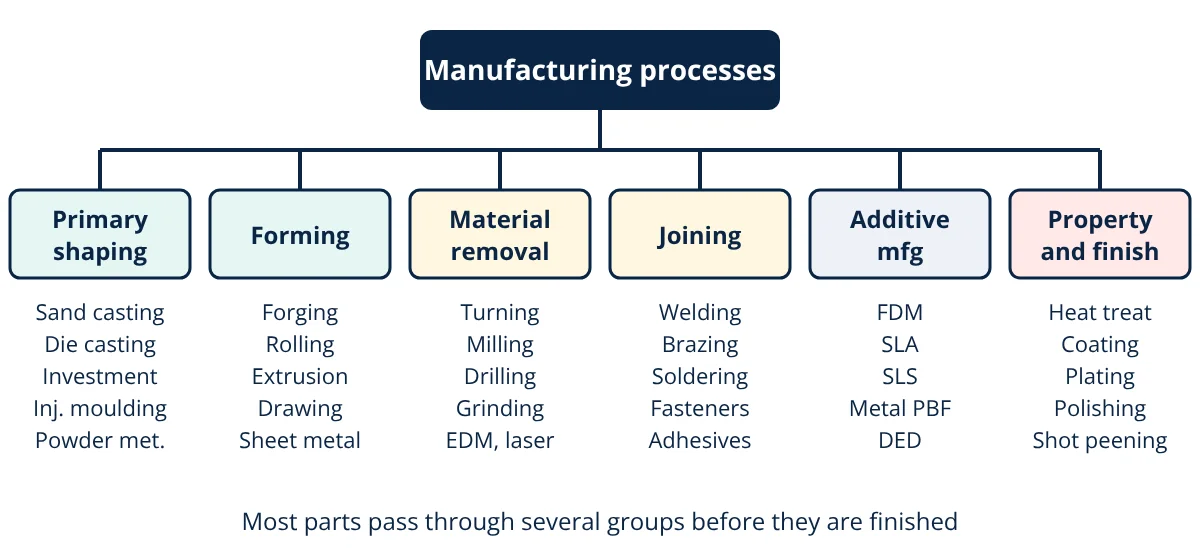 Manufacturing processes
Primary
shaping
Sand casting
Die casting
Investment
Inj. moulding
Powder met.
Forming
Forging
Rolling
Extrusion
Drawing
Sheet metal
Material
removal
Turning
Milling
Drilling
Grinding
EDM, laser
Joining
Welding
Brazing
Soldering
Fasteners
Adhesives
Additive
mfg
FDM
SLA
SLS
Metal PBF
DED
Property
and finish
Heat treat
Coating
Plating
Polishing
Shot peening
Most parts pass through several groups before they are finished